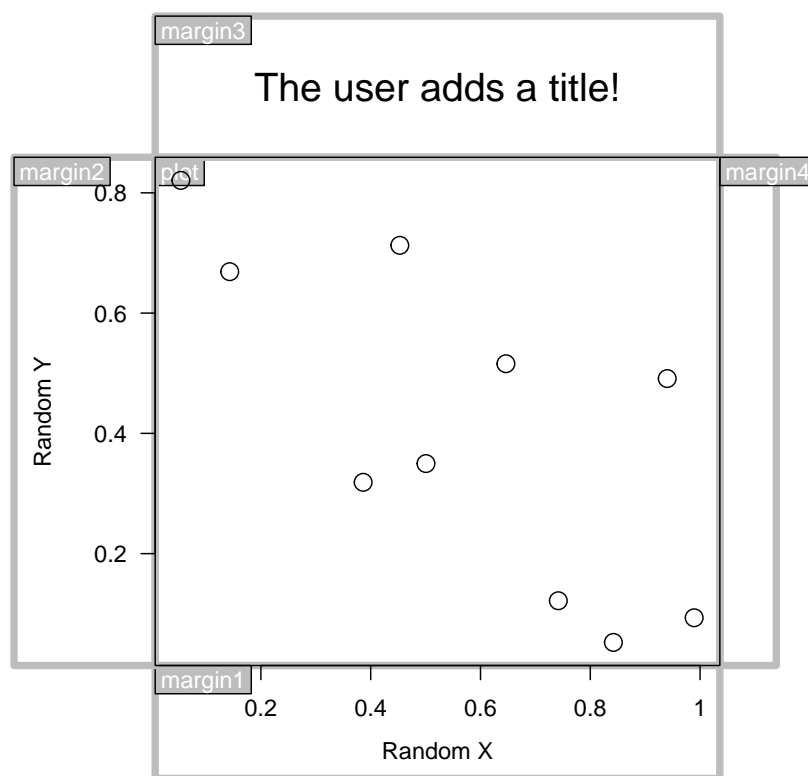 margin3
The user adds a title!
margin2
plot
margin4
0.8
0.6
0.4
0.2
Random Y
margin1
0.2 0.4 0.6 0.8 1
Random X